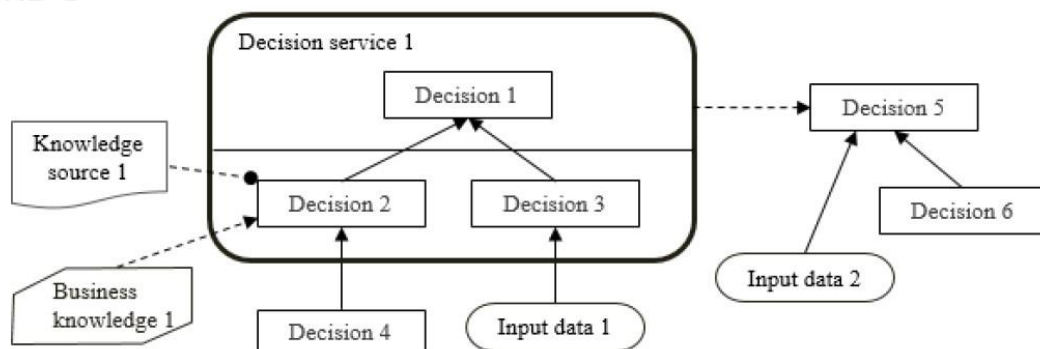 Decision service 1
Decision 1
Decision 5
Knowledge
source 1
Decision 2
Decision 3
Decision 6
Business
knowledge 1
Decision 4
Input data 1
Input data 2